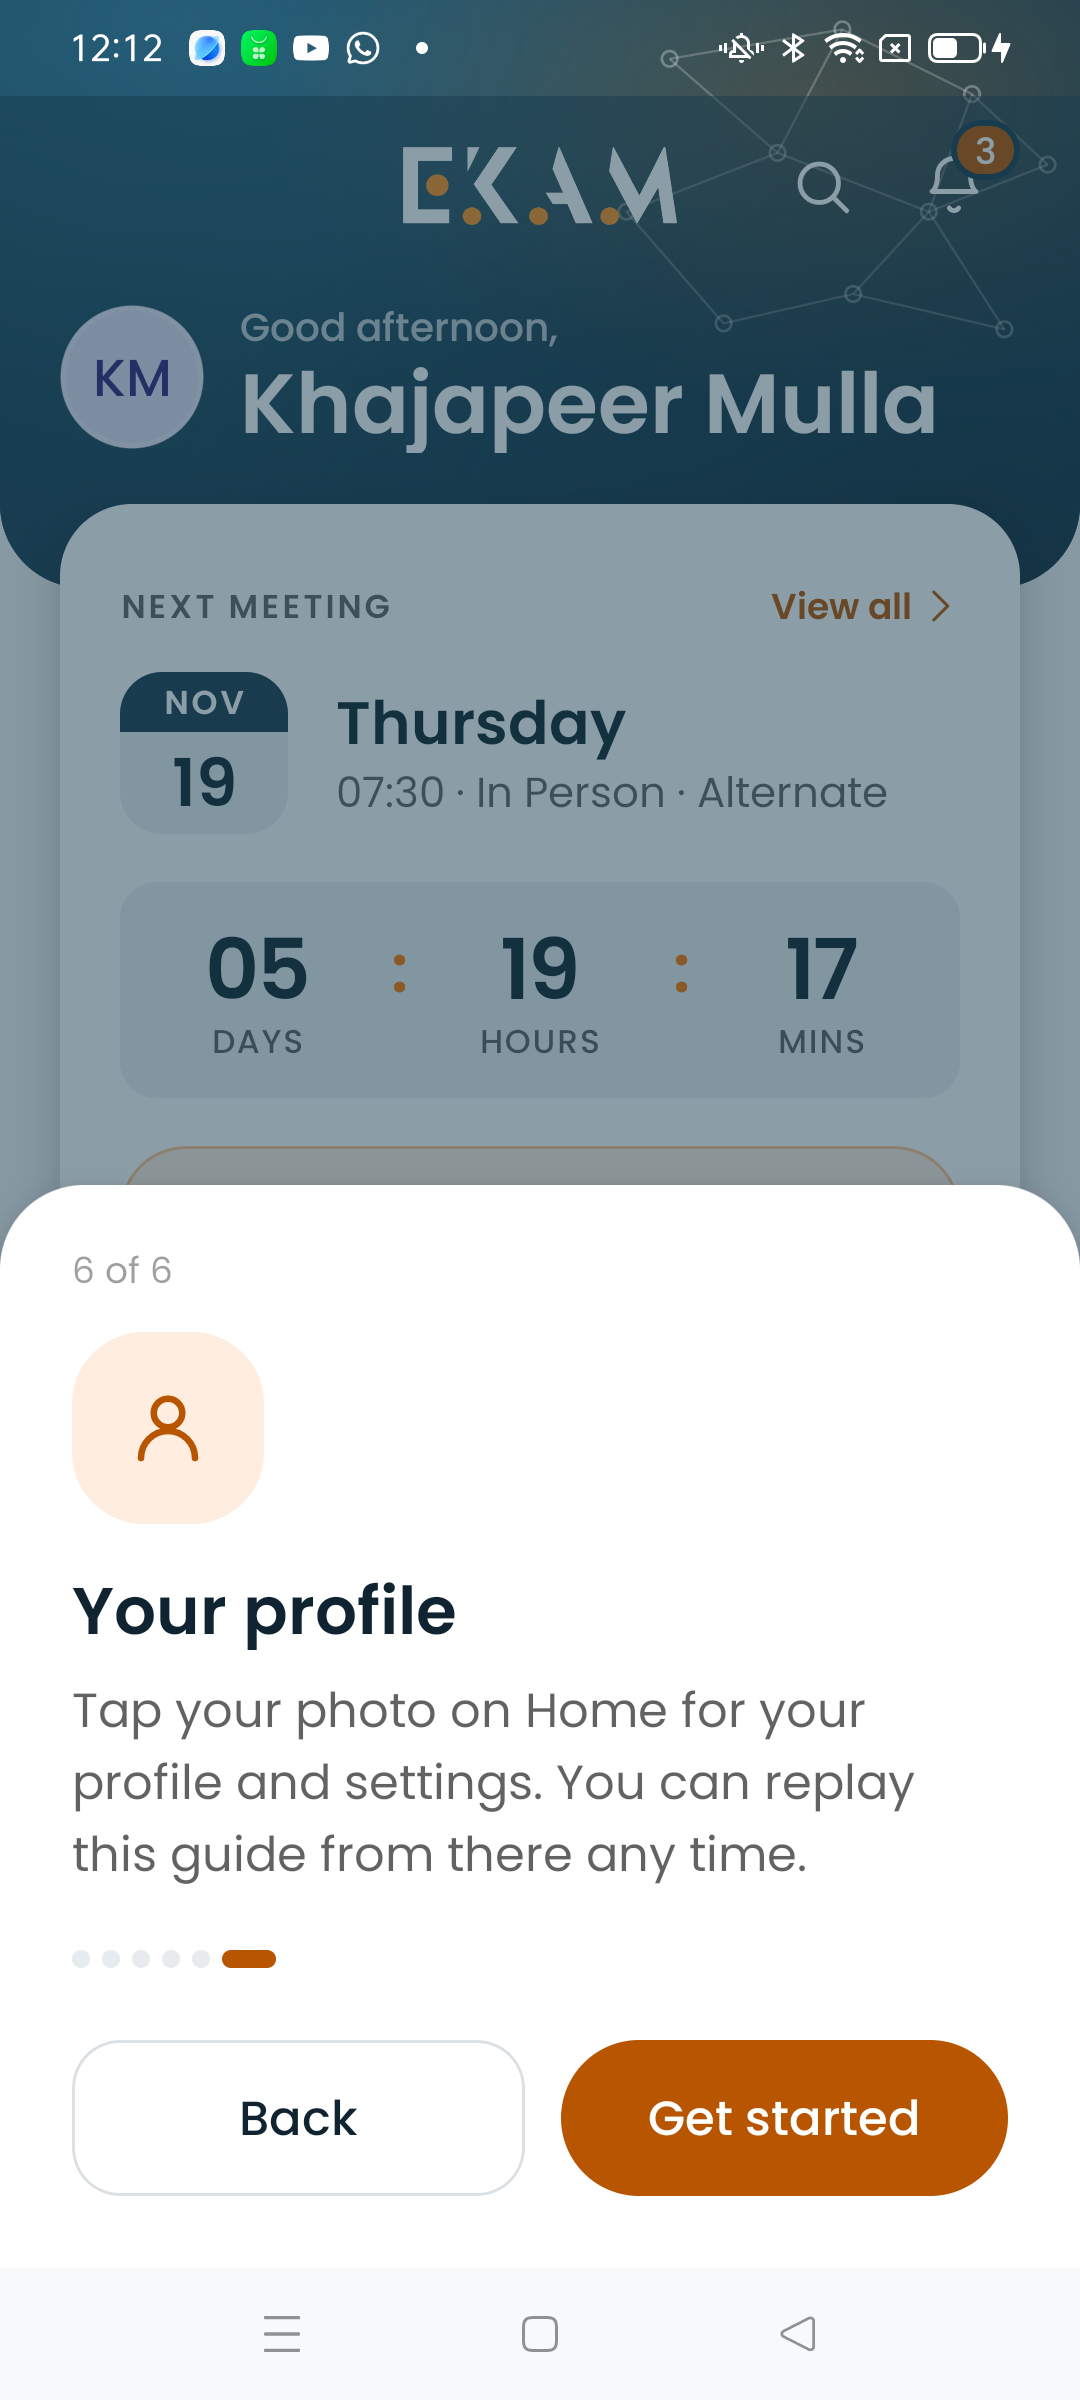 12:12
EKAM
3
Good afternoon,
KM
Khajapeer Mulla
NEXT MEETING
View all
NOV
19
Thursday
07:30 · In Person · Alternate
05 : 19 : 17
DAYS HOURS MINS
6 of 6
Your profile
Tap your photo on Home for your
profile and settings. You can replay
this guide from there any time.
Back
Get started